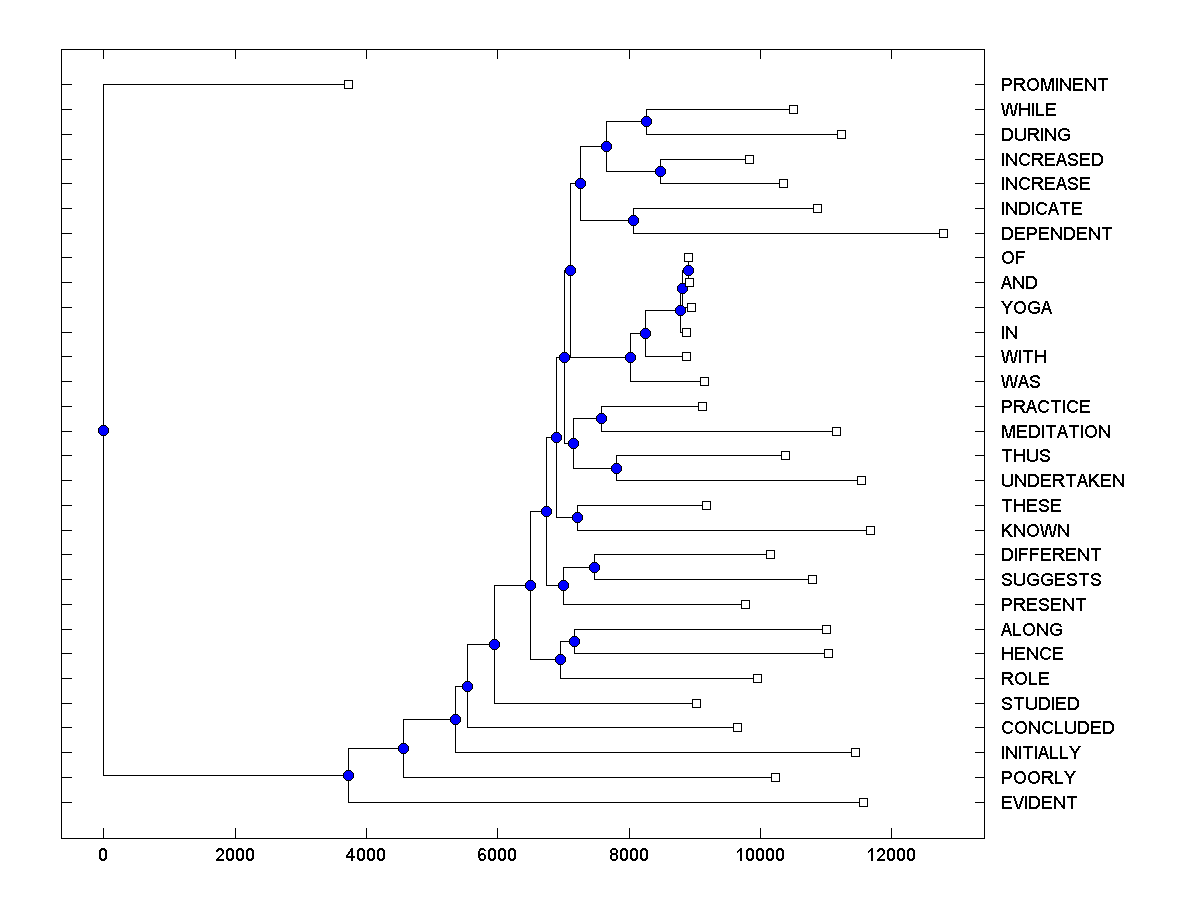 PROMINENT
WHILE
DURING
INCREASED
INCREASE
INDICATE
DEPENDENT
OF
AND
YOGA
IN
WITH
WAS
PRACTICE
MEDITATION
THUS
UNDERTAKEN
THESE
KNOWN
DIFFERENT
SUGGESTS
PRESENT
ALONG
HENCE
ROLE
STUDIED
CONCLUDED
INITIALLY
POORLY
EVIDENT
0 2000 4000 6000 8000 10000 12000